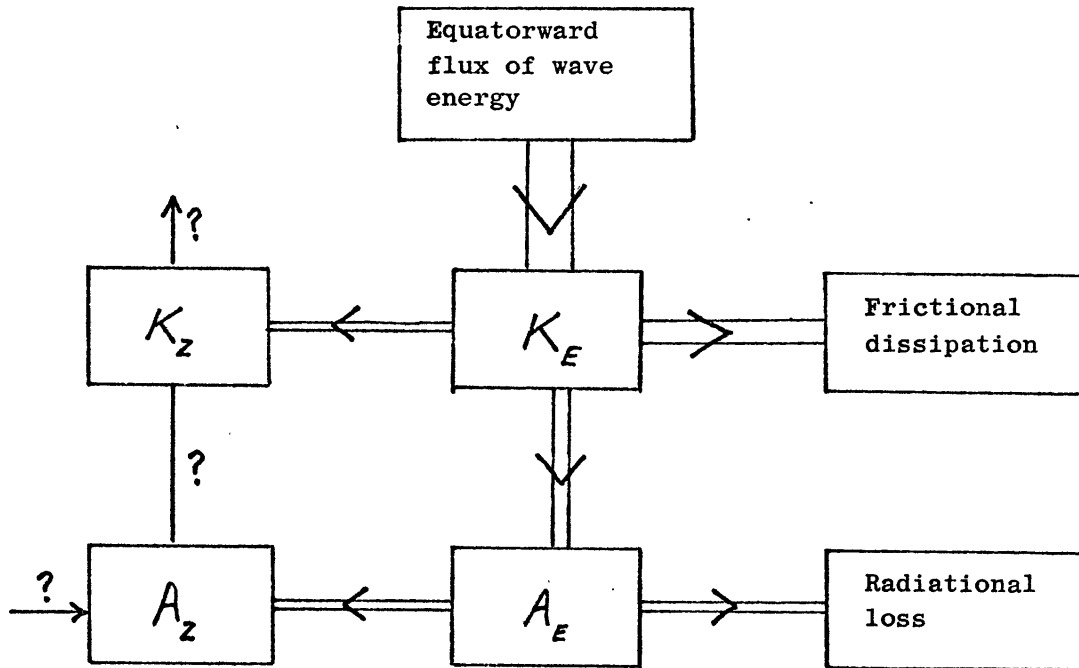 Equatorward
flux of wave
energy
?
K_Z
K_E
Frictional
dissipation
?
?
A_Z
A_E
Radiational
loss